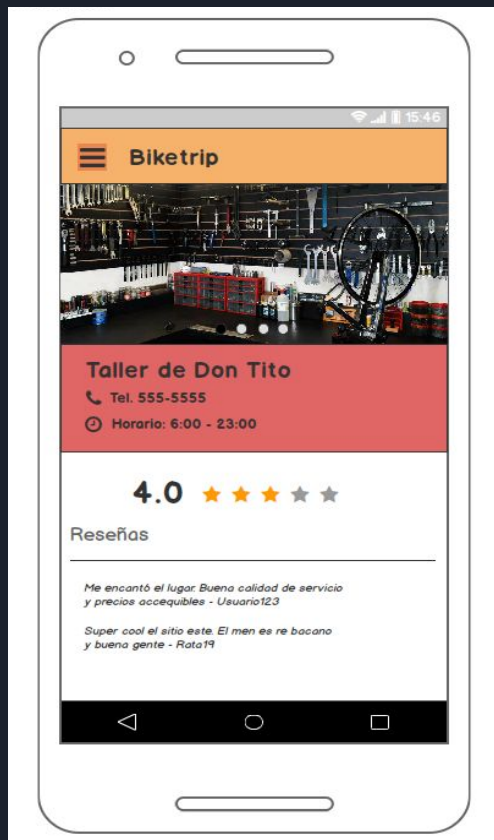 15:46
Biketrip
Taller de Don Tito
Tel. 555-5555
Horario: 6:00 - 23:00
4.0
Reseñas
Me encantó el lugar. Buena calidad de servicio
y precios accequibles - Usuario123
Super cool el sitio este. El men es re bacano
y buena gente - Rata19